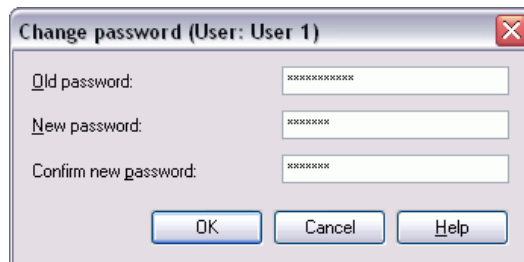 Change password (User: User 1)
Old password: ***********
New password: *******
Confirm new password: *******
OK Cancel Help